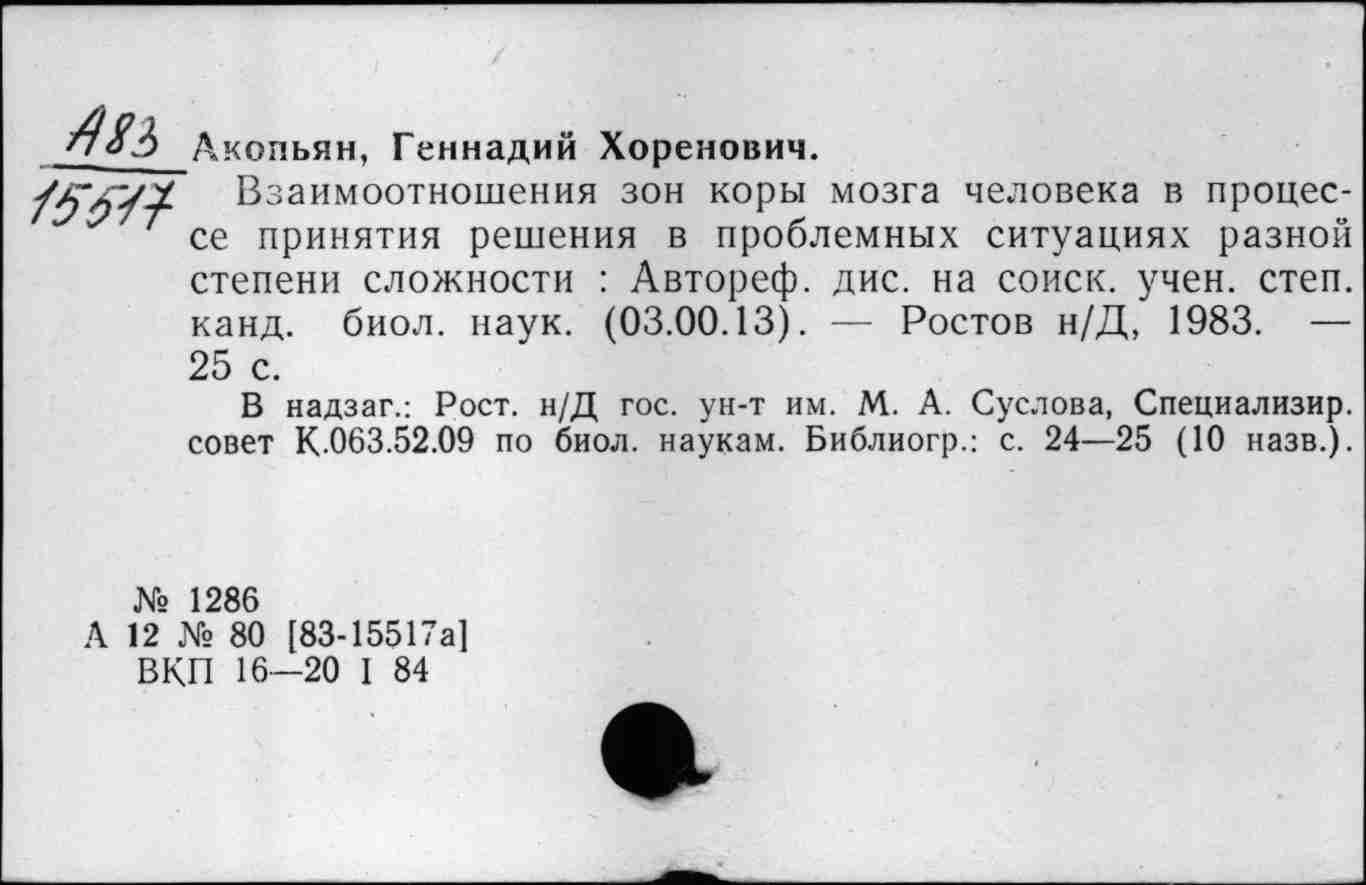 А83
Акопьян, Геннадий Хоренович.
15517
Взаимоотношения зон коры мозга человека в процес-
се принятия решения в проблемных ситуациях разной
степени сложности : Автореф. дис. на соиск. учен. степ.
канд. биол. наук. (03.00.13). — Ростов н/Д, 1983. —
25 с.
В надзаг.: Рост. н/Д гос. ун-т им. М. А. Суслова, Специализир.
совет К.063.52.09 по биол. наукам. Библиогр.: с. 24—25 (10 назв.).
№ 1286
А 12 № 80 [83-15517а]
ВКП 16—20 I 84